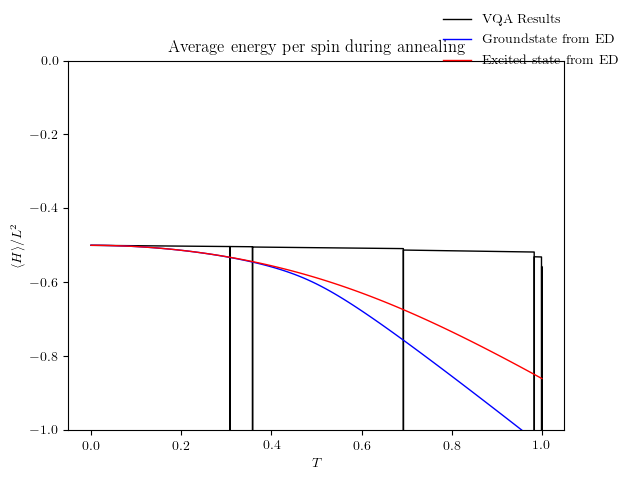 VQA Results
Groundstate from ED
Excited state from ED
Average energy per spin during annealing
0.0
−0.2
−0.4
−0.6
−0.8
−1.0
⟨H⟩/L²
0.0 0.2 0.4 0.6 0.8 1.0
T